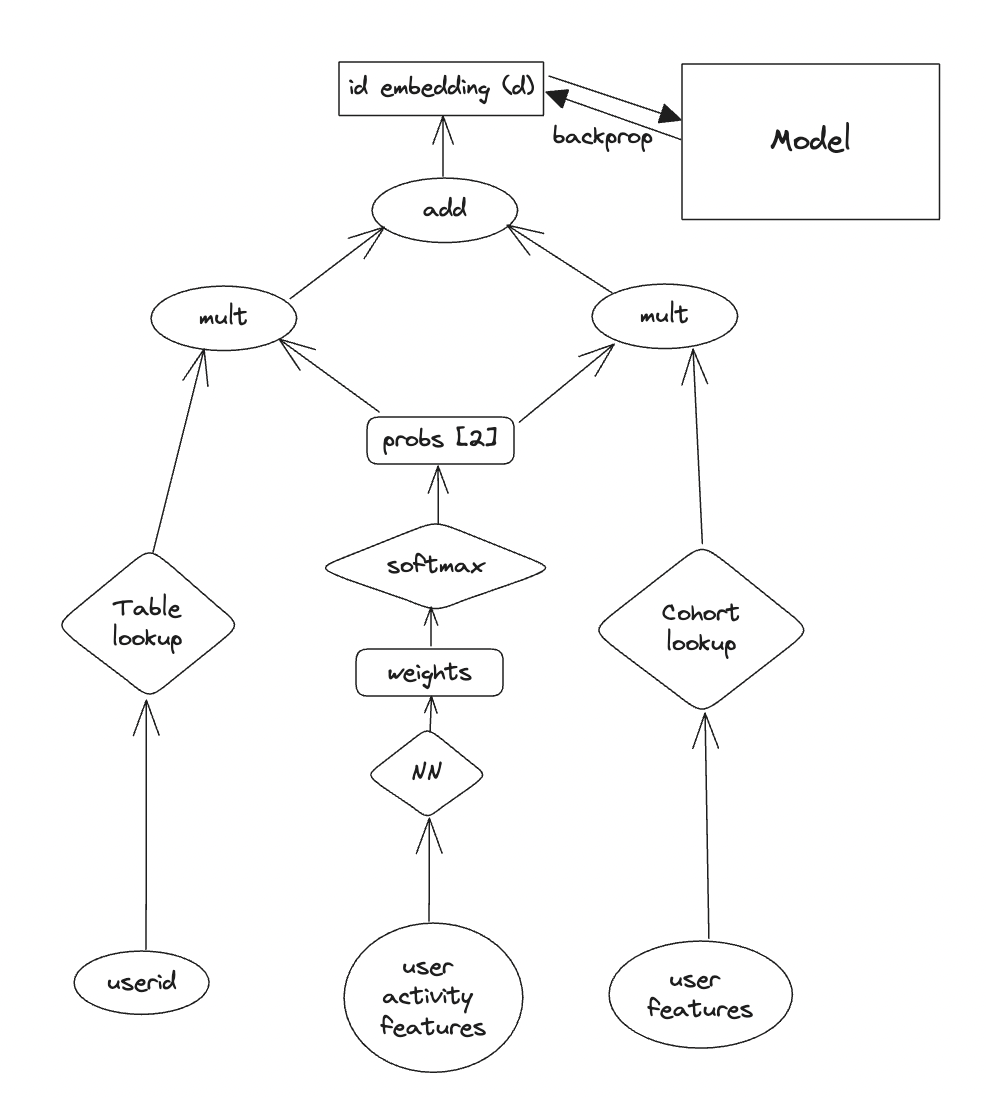 id embedding (d)
backprop
Model
add
mult
mult
probs [2]
softmax
Table
lookup
Cohort
lookup
weights
NN
userid
user
activity
features
user
features